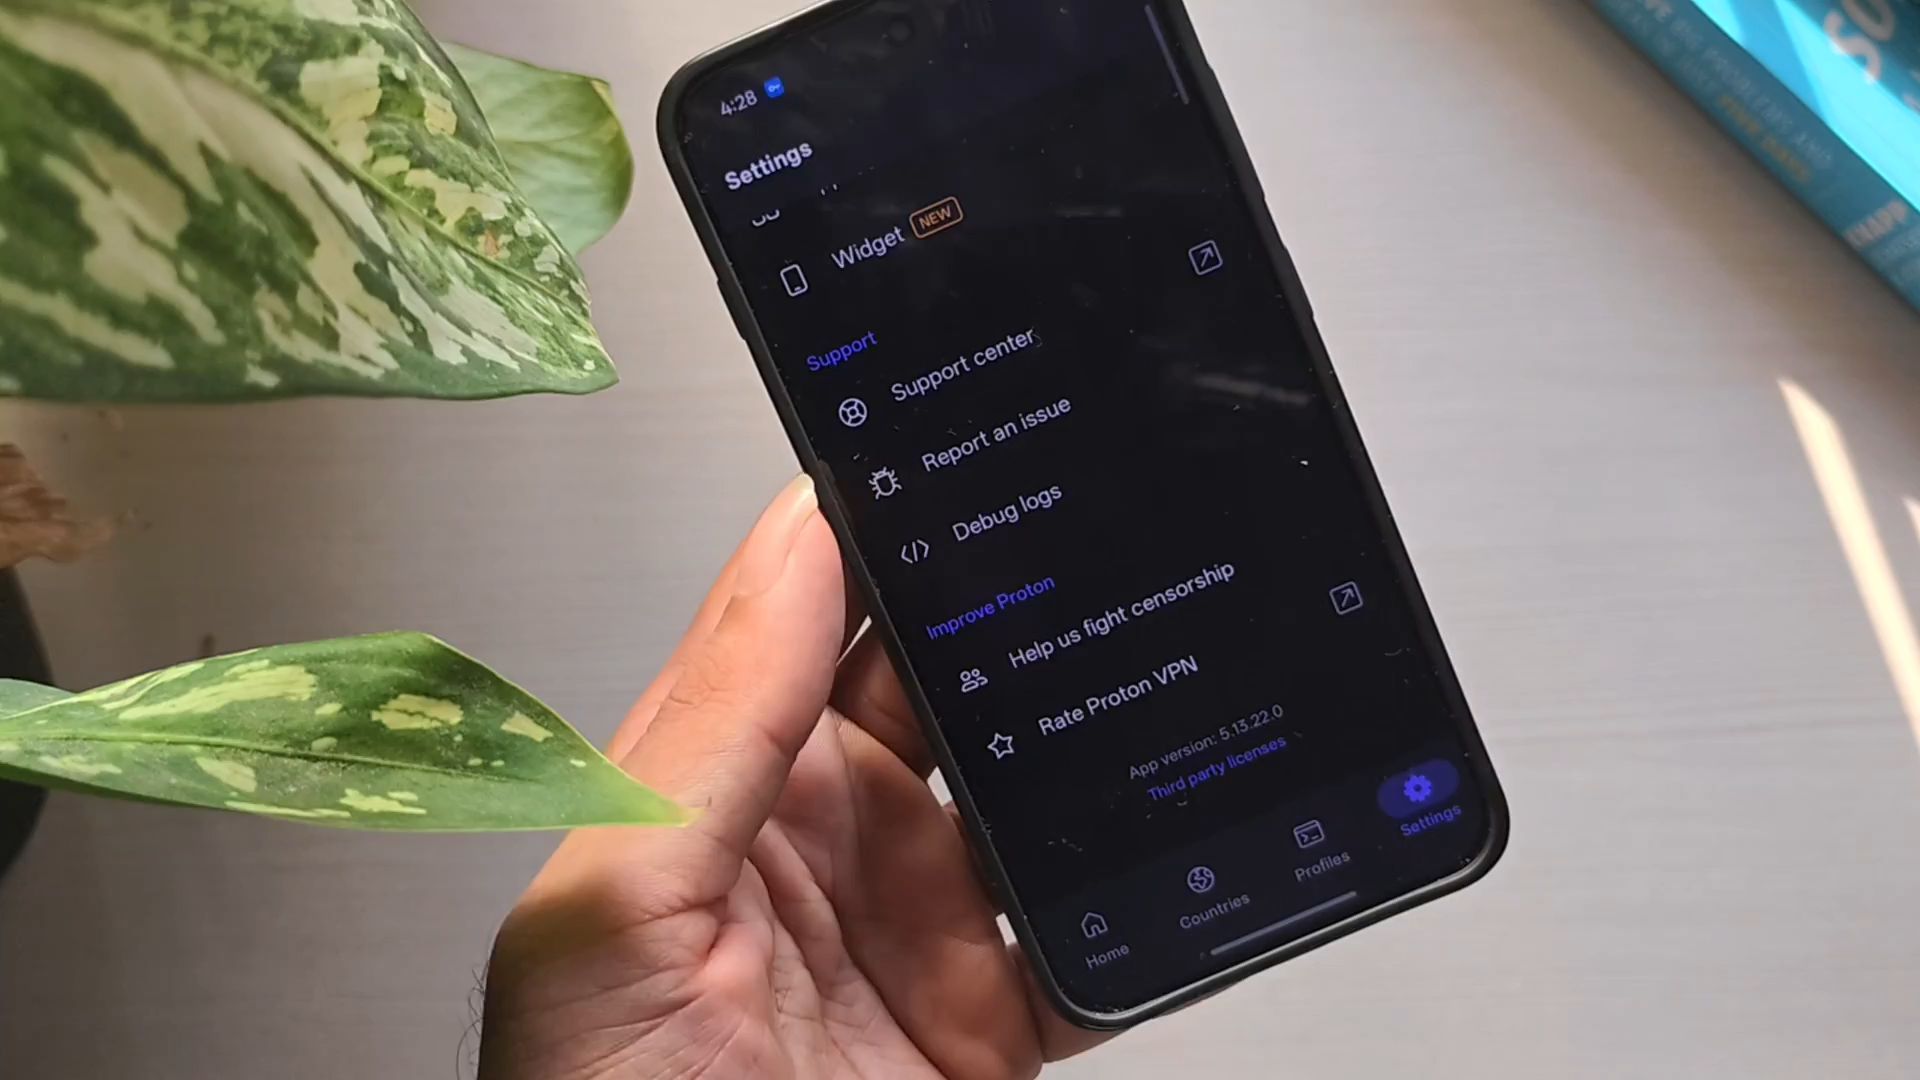 4:28
Settings
Widget NEW
Support
Support center
Report an issue
Debug logs
Improve Proton
Help us fight censorship
Rate Proton VPN
App version: 5.13.22.0
Third party licenses
Home
Countries
Profiles
Settings